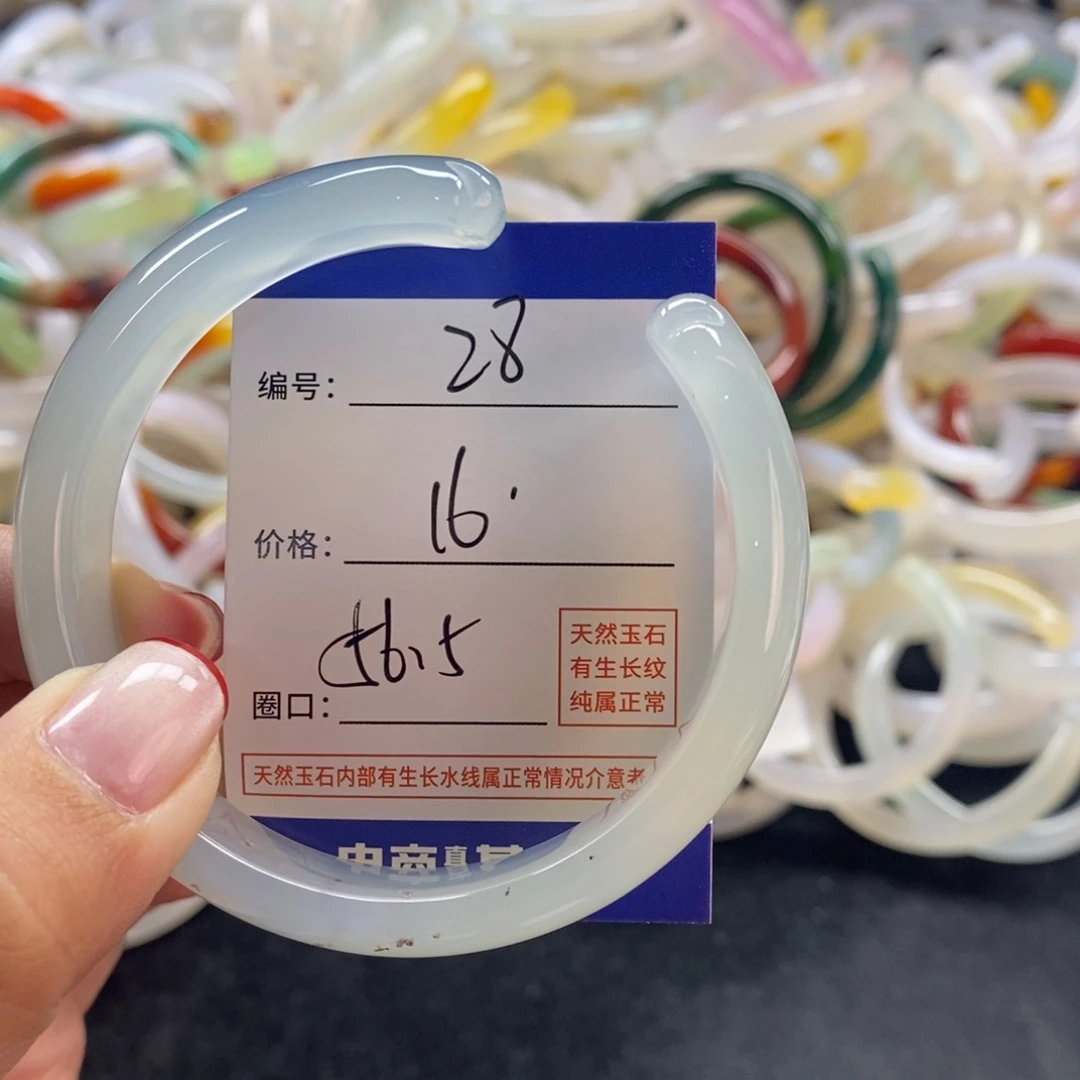 编号: 28
价格: 16.
圈口: 56.5
天然玉石
有生长纹
纯属正常
天然玉石内部有生长水线属正常情况介意者